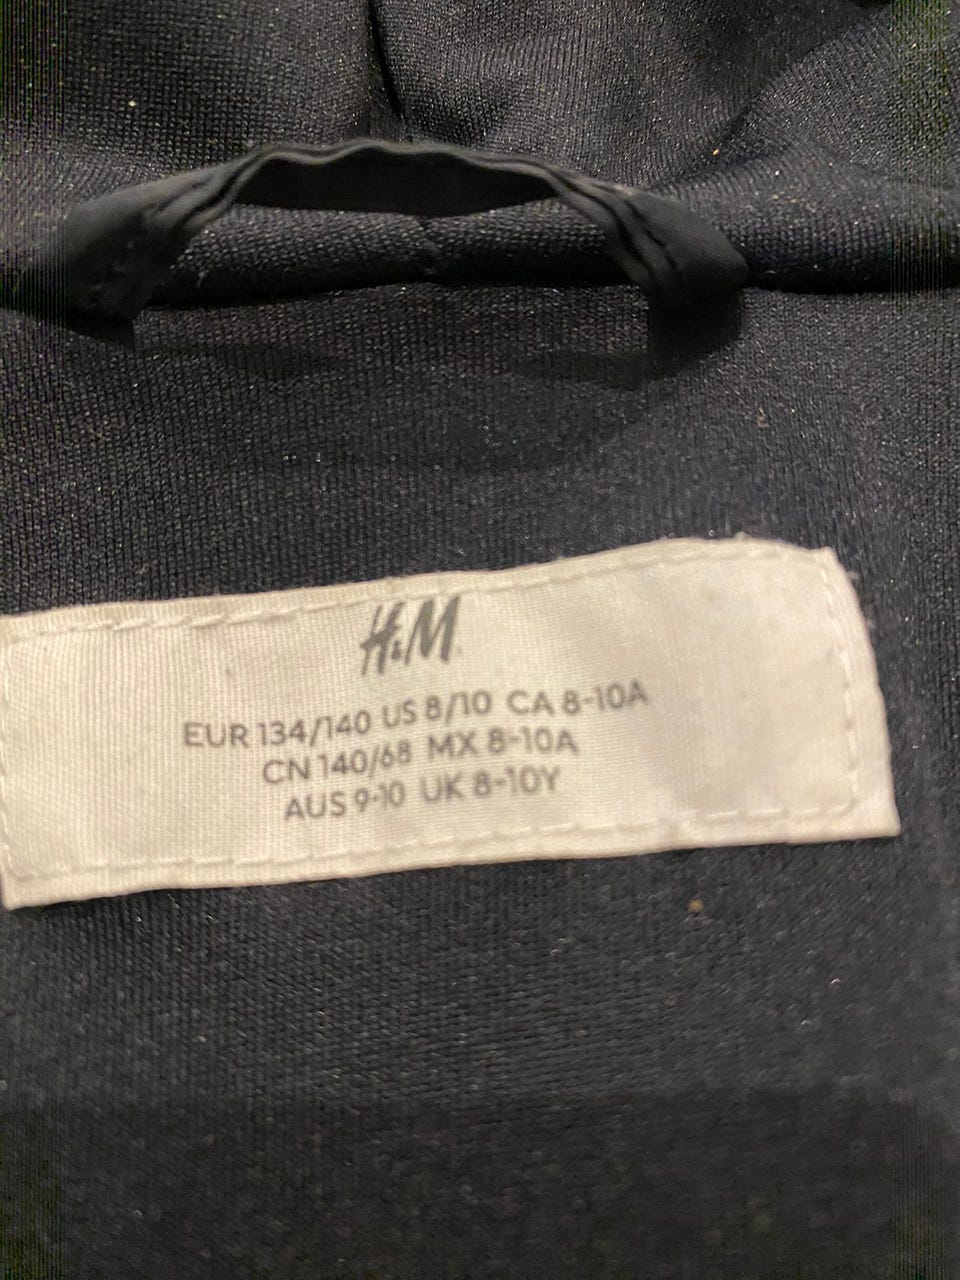 H&M
EUR 134/140 US 8/10 CA 8-10A
CN 140/68 MX 8-10A
AUS 9-10 UK 8-10Y